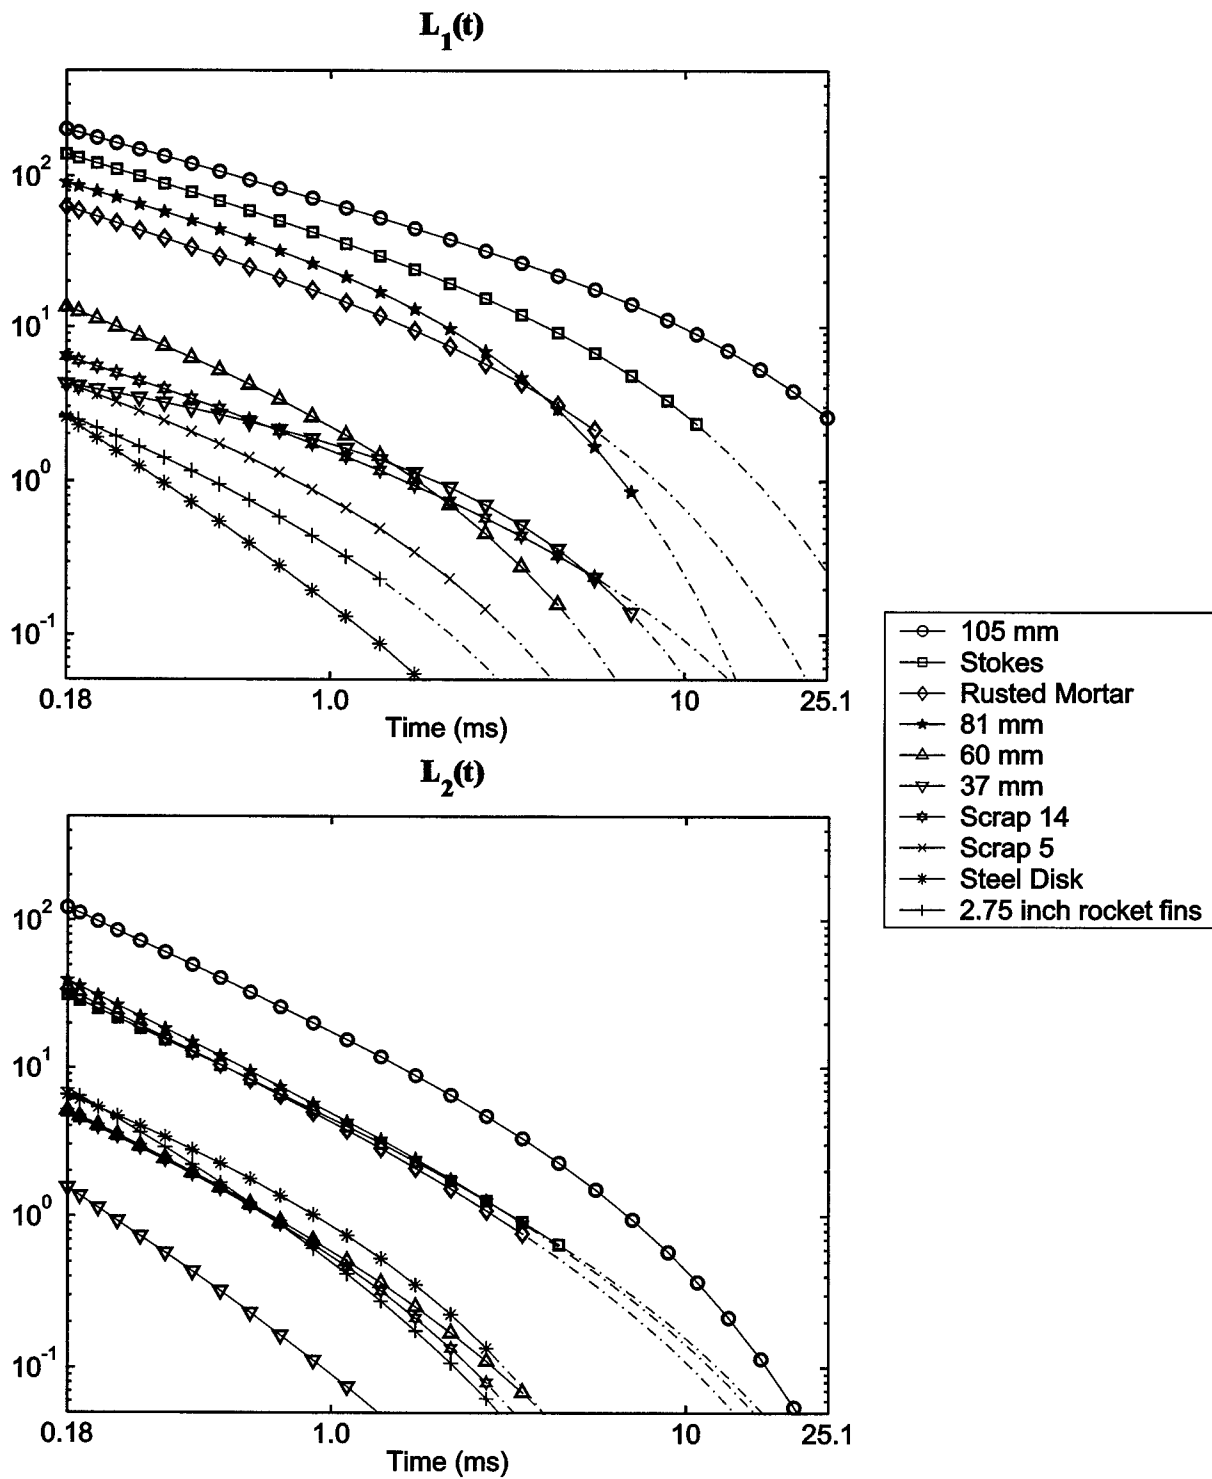 L1(t)
10^2
10^1
10^0
10^-1
0.18 1.0 10 25.1
Time (ms)
L2(t)
10^2
10^1
10^0
10^-1
0.18 1.0 10 25.1
Time (ms)
105 mm
Stokes
Rusted Mortar
81 mm
60 mm
37 mm
Scrap 14
Scrap 5
Steel Disk
2.75 inch rocket fins